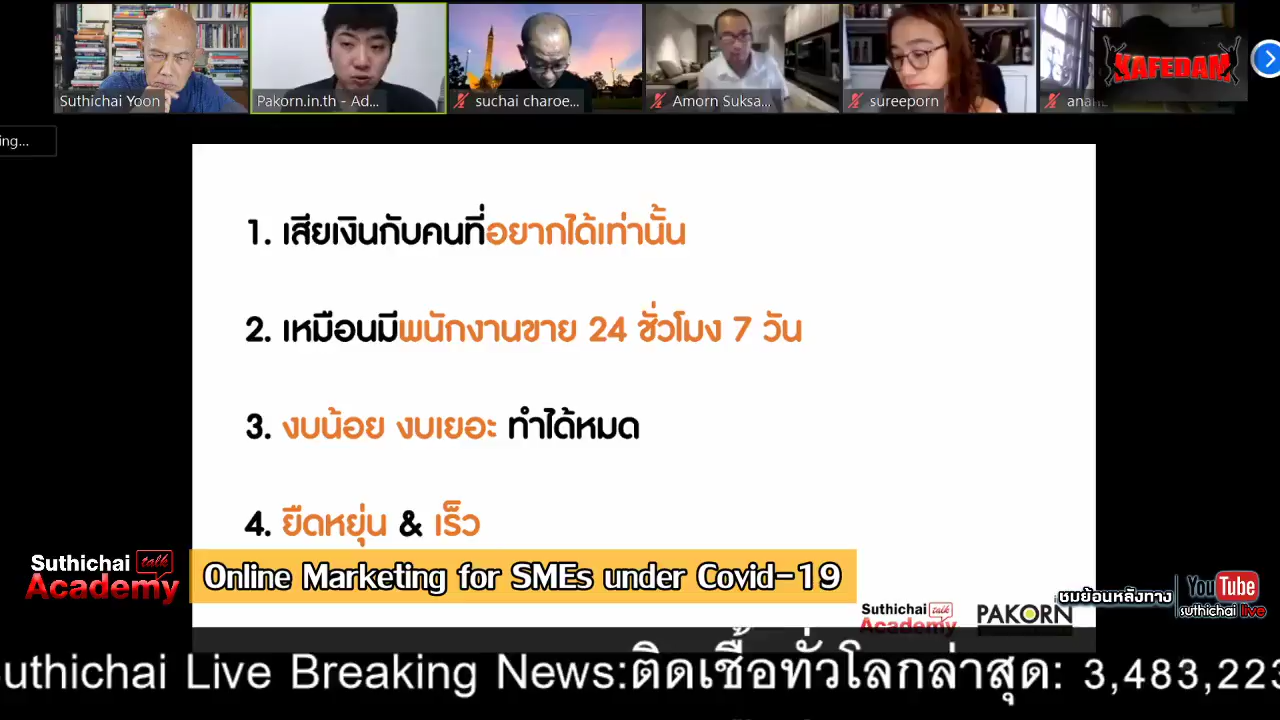 Suthichai Yoon
Pakorn.in.th - Ad...
suchai charoe...
Amorn Suksa...
sureeporn
KAFEDAM
ing...
1. เสียเงินกับคนที่อยากได้เท่านั้น
2. เหมือนมีพนักงานขาย 24 ชั่วโมง 7 วัน
3. งบน้อย งบเยอะ ทำได้หมด
4. ยืดหยุ่น & เร็ว
Suthichai talk
Academy
Online Marketing for SMEs under Covid-19
ชมย้อนหลังทาง
YouTube
suthichai live
Suthichai talk
Academy
PAKORN
uthichai Live Breaking News:ติดเชื้อทั่วโลกล่าสุด: 3,483,223